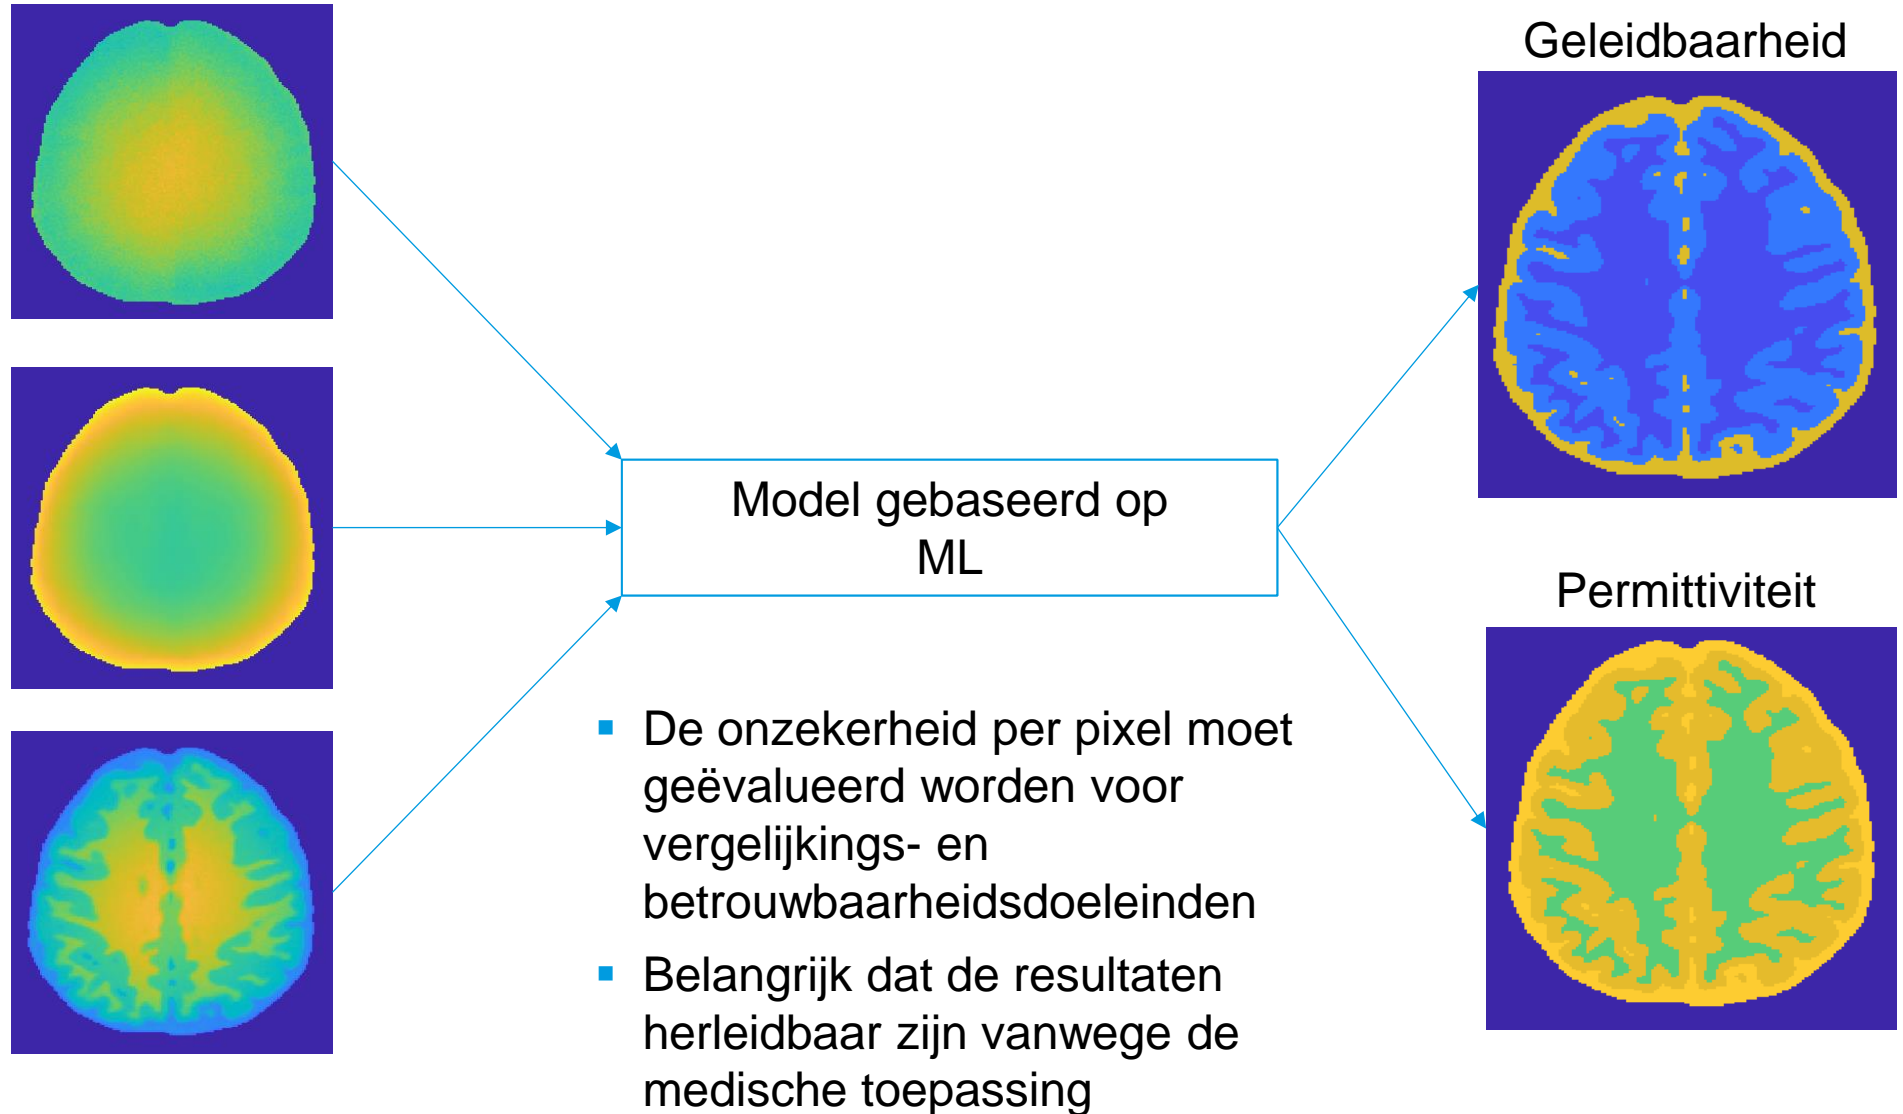 Geleidbaarheid
Model gebaseerd op
ML
Permittiviteit
▪ De onzekerheid per pixel moet
geëvalueerd worden voor
vergelijkings- en
betrouwbaarheidsdoeleinden
▪ Belangrijk dat de resultaten
herleidbaar zijn vanwege de
medische toepassing